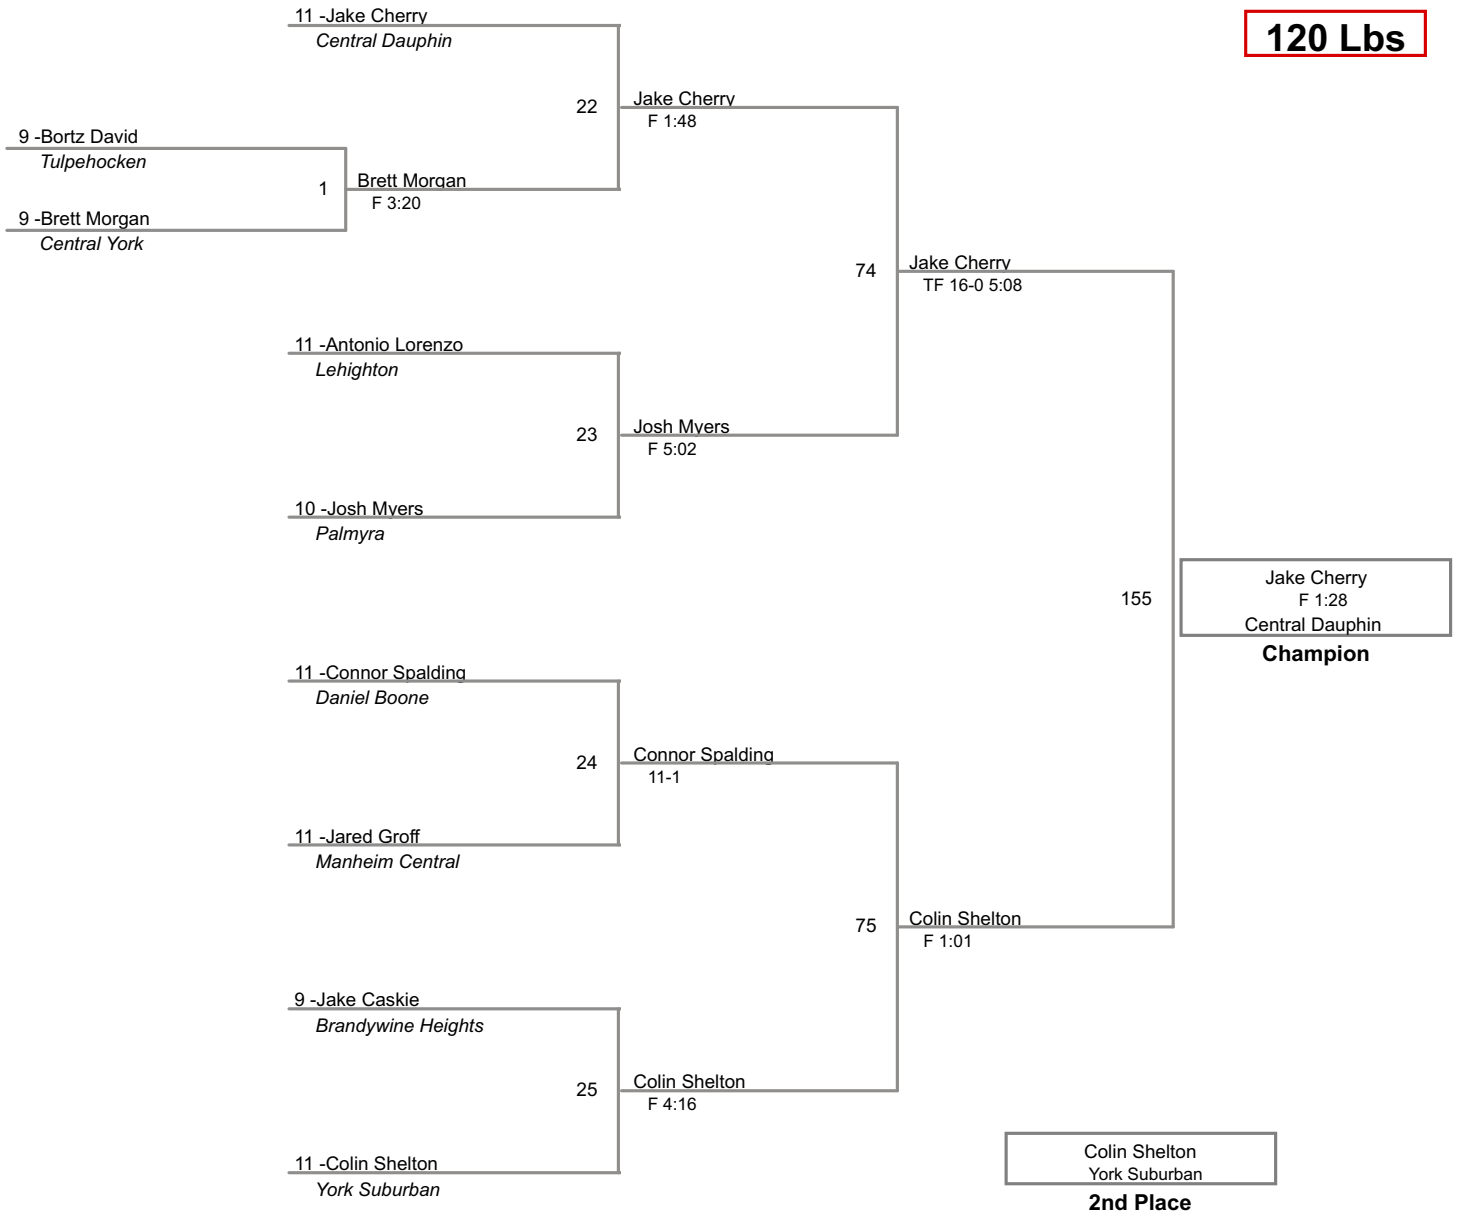 11 -Jake Cherry
Central Dauphin
120 Lbs
22
Jake Cherry
F 1:48
9 -Bortz David
Tulpehocken
1
Brett Morgan
F 3:20
9 -Brett Morgan
Central York
74
Jake Cherry
TF 16-0 5:08
11 -Antonio Lorenzo
Lehighton
23
Josh Myers
F 5:02
10 -Josh Myers
Palmyra
155
Jake Cherry
F 1:28
Central Dauphin
Champion
11 -Connor Spalding
Daniel Boone
24
Connor Spalding
11-1
11 -Jared Groff
Manheim Central
75
Colin Shelton
F 1:01
9 -Jake Caskie
Brandywine Heights
25
Colin Shelton
F 4:16
11 -Colin Shelton
York Suburban
Colin Shelton
York Suburban
2nd Place